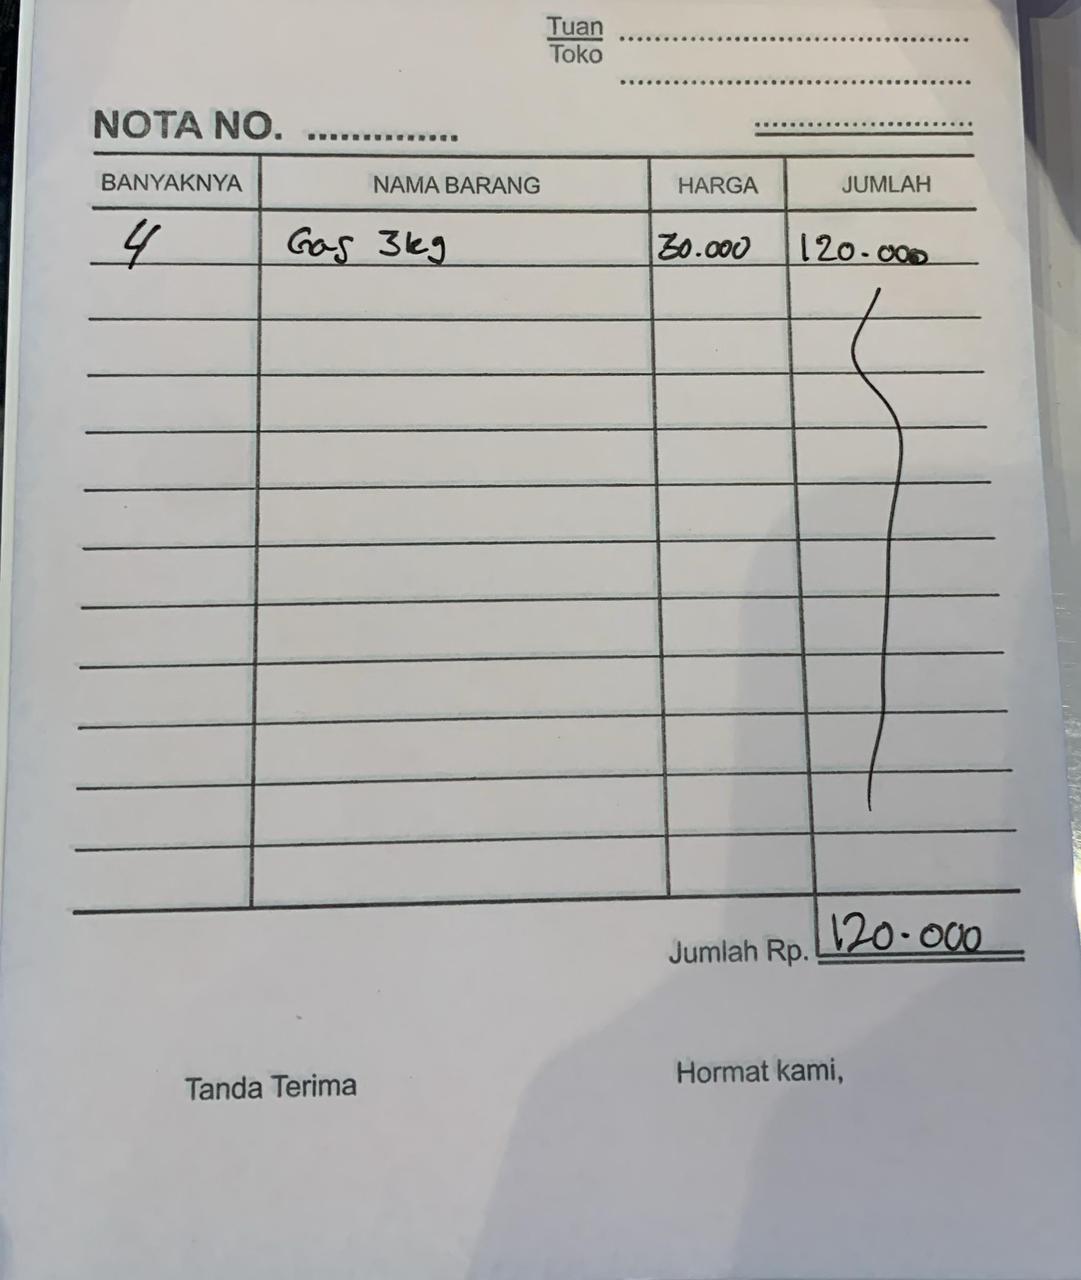 Tuan
Toko
NOTA NO. ..............
BANYAKNYA NAMA BARANG HARGA JUMLAH
4 Gas 3kg 30.000 120.000
Jumlah Rp. 120.000
Tanda Terima Hormat kami,